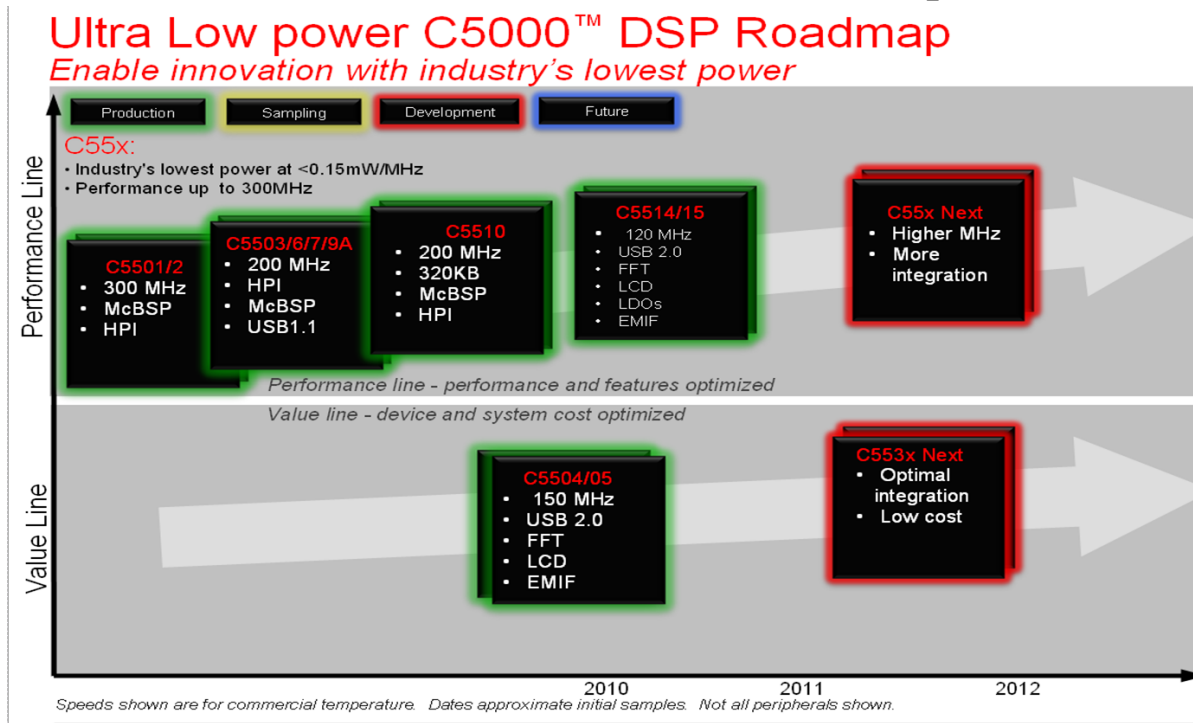 Ultra Low power C5000™ DSP Roadmap
Enable innovation with industry's lowest power
Production
Sampling
Development
Future
C55x:
• Industry's lowest power at <0.15mW/MHz
• Performance up to 300MHz
Performance Line
C5501/2
• 300 MHz
• McBSP
• HPI
C5503/6/7/9A
• 200 MHz
• HPI
• McBSP
• USB1.1
C5510
• 200 MHz
• 320KB
• McBSP
• HPI
C5514/15
• 120 MHz
• USB 2.0
• FFT
• LCD
• LDOs
• EMIF
C55x Next
• Higher MHz
• More
integration
Performance line - performance and features optimized
Value line - device and system cost optimized
Value Line
C5504/05
• 150 MHz
• USB 2.0
• FFT
• LCD
• EMIF
C553x Next
• Optimal
integration
• Low cost
2010
2011
2012
Speeds shown are for commercial temperature. Dates approximate initial samples. Not all peripherals shown.